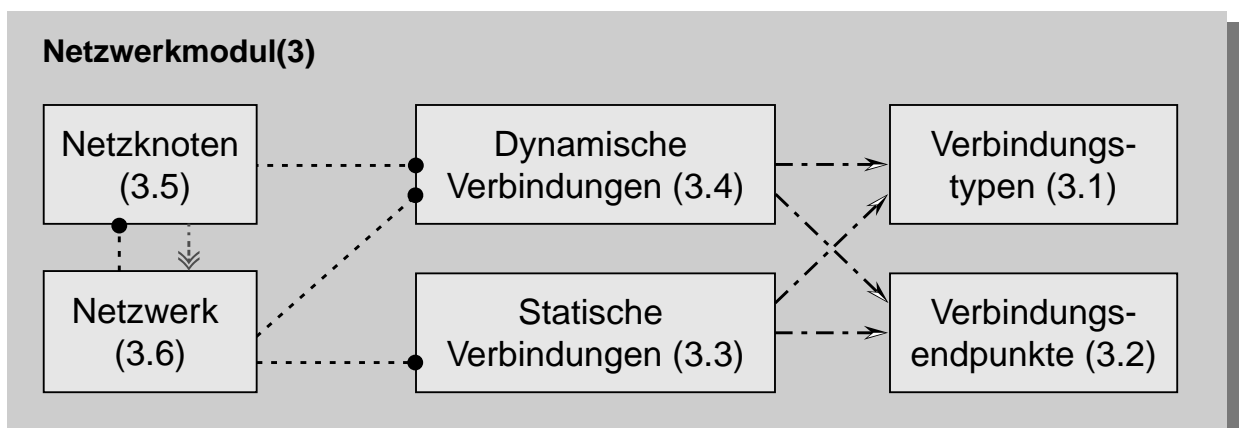 Netzwerkmodul(3)
Netzknoten
(3.5)
Dynamische
Verbindungen (3.4)
Verbindungs-
typen (3.1)
Netzwerk
(3.6)
Statische
Verbindungen (3.3)
Verbindungs-
endpunkte (3.2)